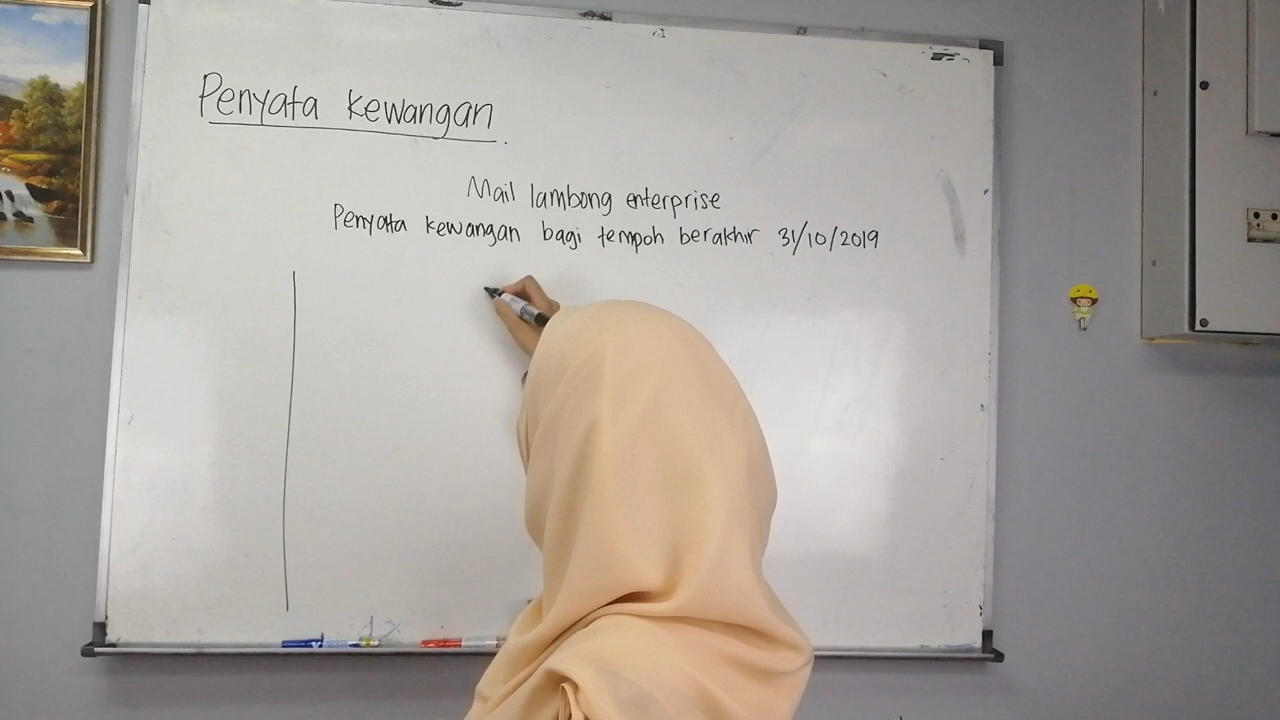 Penyata kewangan.
Mail lambong enterprise
Penyata kewangan bagi tempoh berakhir 31/10/2019